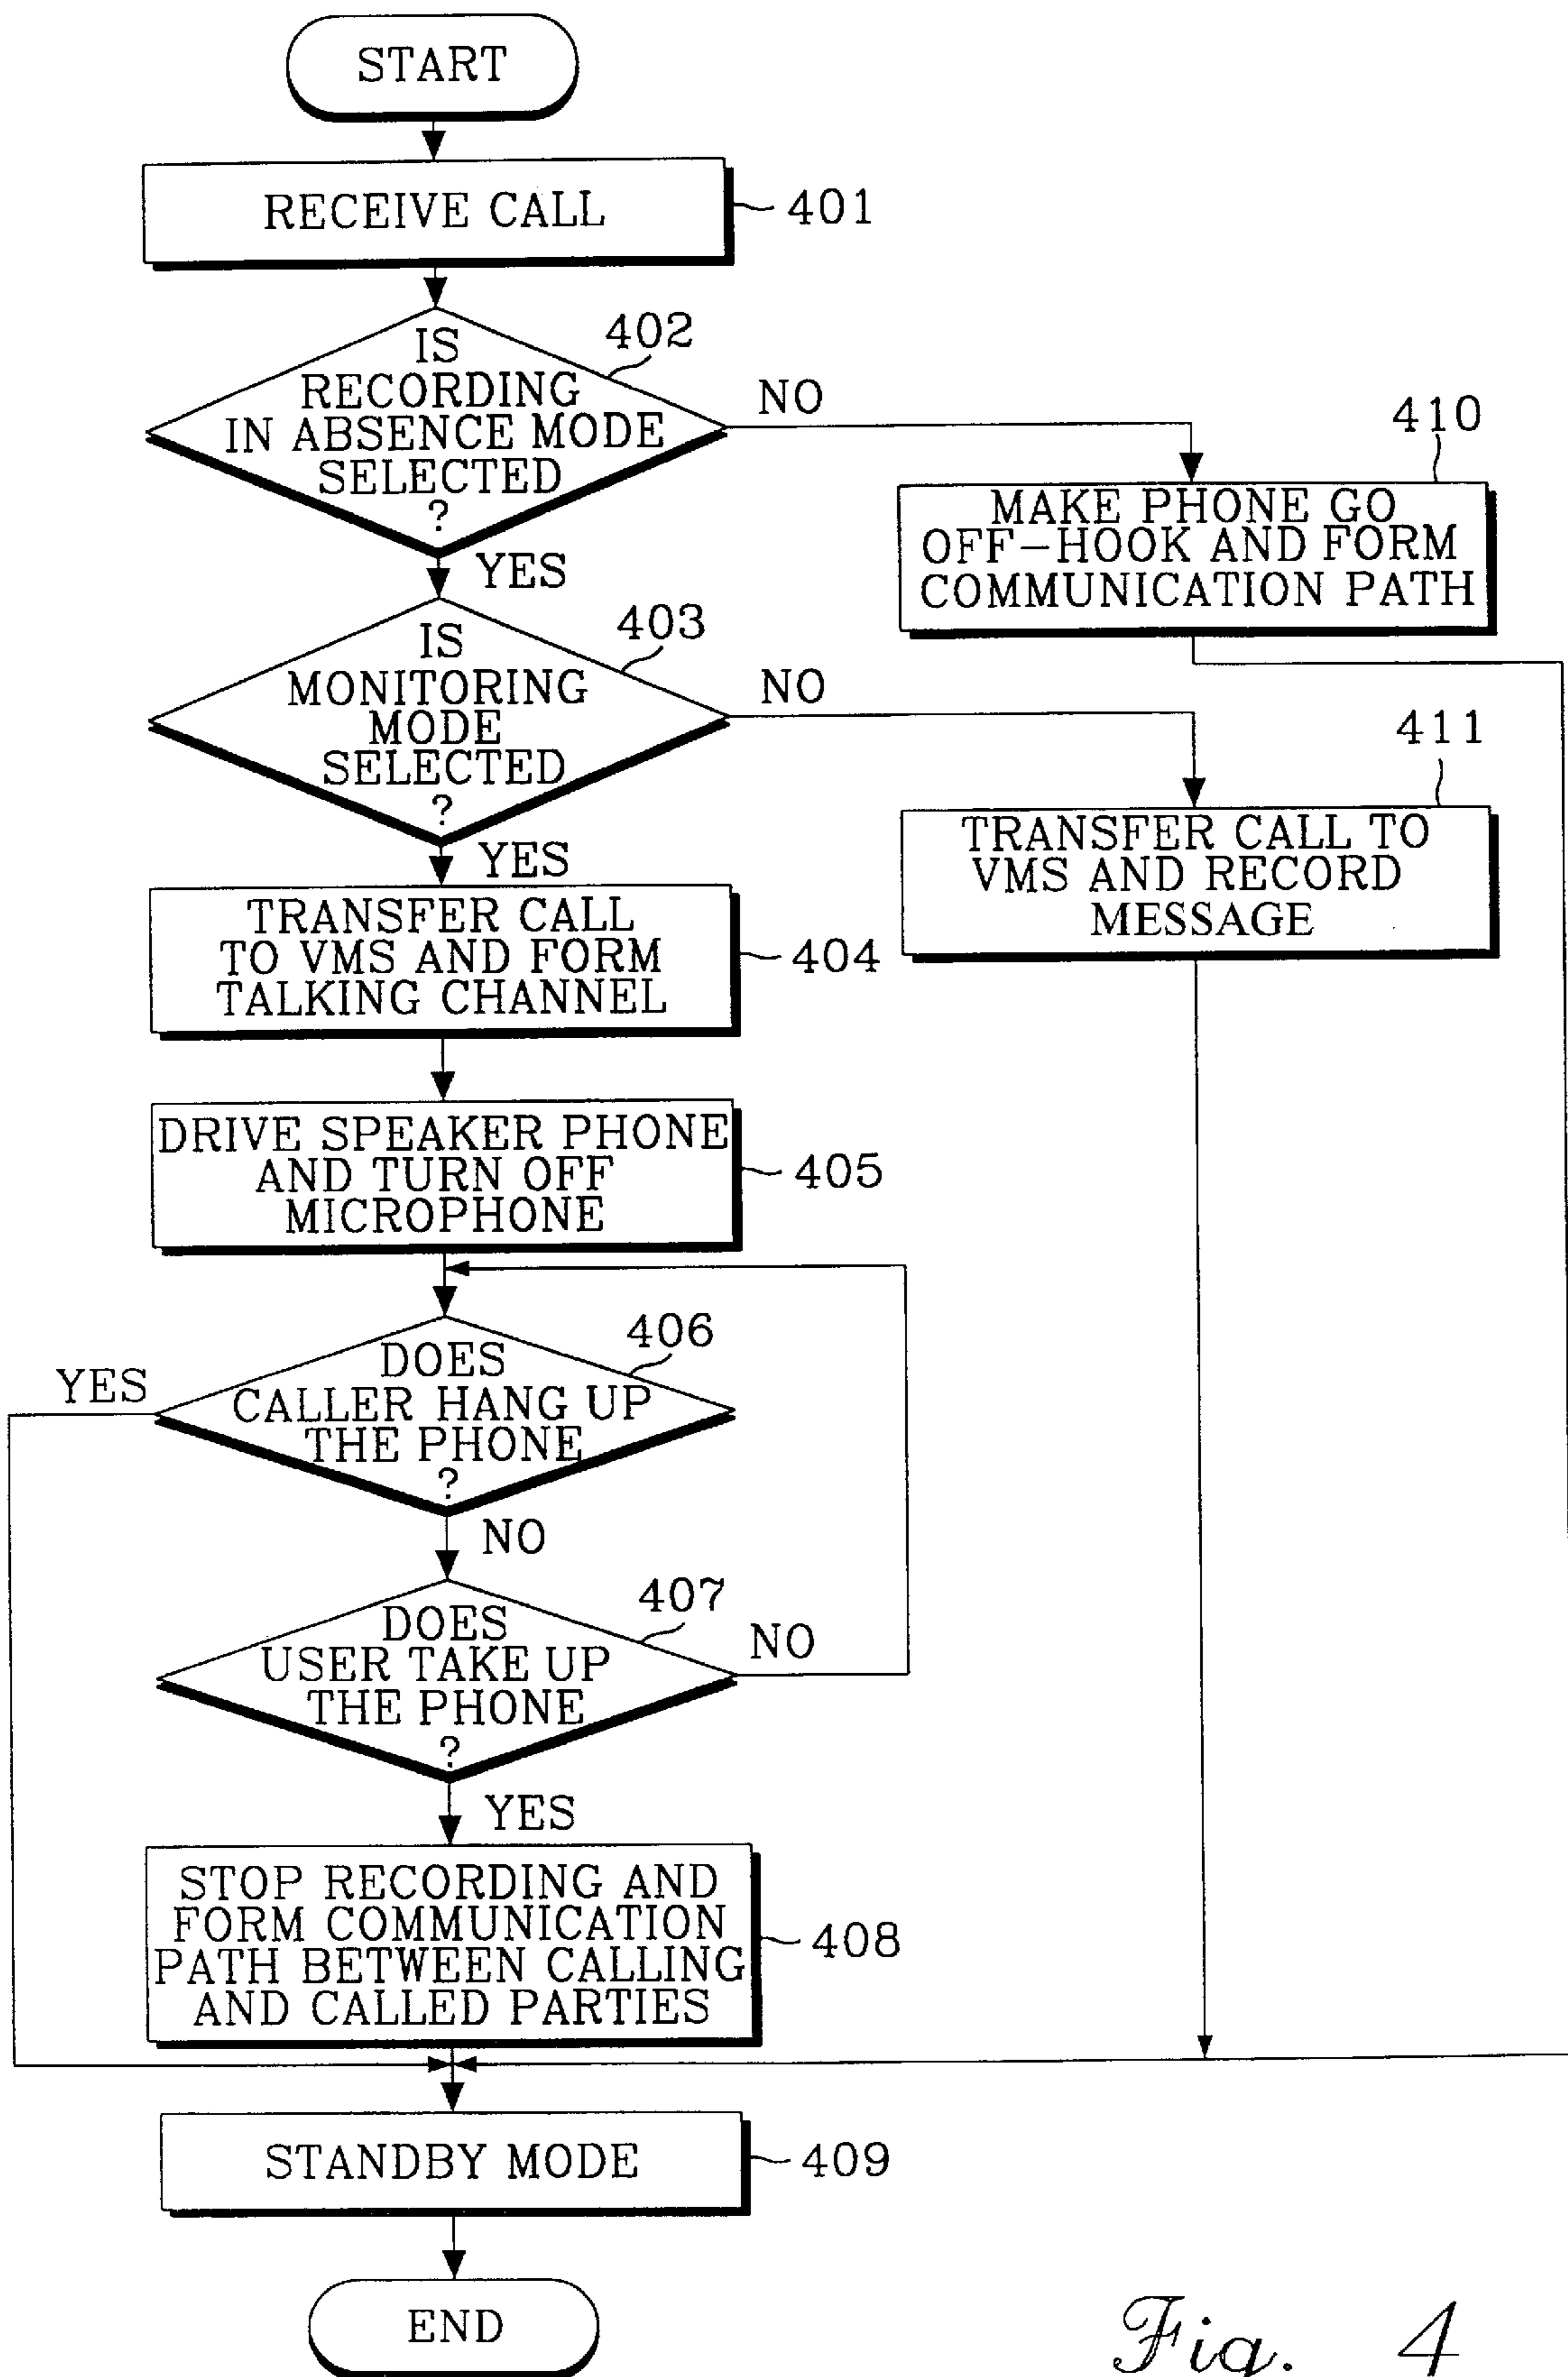 START
RECEIVE CALL
401
IS
RECORDING
IN ABSENCE MODE
SELECTED
?
402
NO
YES
410
MAKE PHONE GO
OFF-HOOK AND FORM
COMMUNICATION PATH
IS
MONITORING
MODE
SELECTED
?
403
NO
YES
411
TRANSFER CALL TO
VMS AND RECORD
MESSAGE
TRANSFER CALL
TO VMS AND FORM
TALKING CHANNEL
404
DRIVE SPEAKER PHONE
AND TURN OFF
MICROPHONE
405
DOES
CALLER HANG UP
THE PHONE
?
406
YES
NO
DOES
USER TAKE UP
THE PHONE
?
407
NO
YES
STOP RECORDING AND
FORM COMMUNICATION
PATH BETWEEN CALLING
AND CALLED PARTIES
408
STANDBY MODE
409
END
Fig. 4